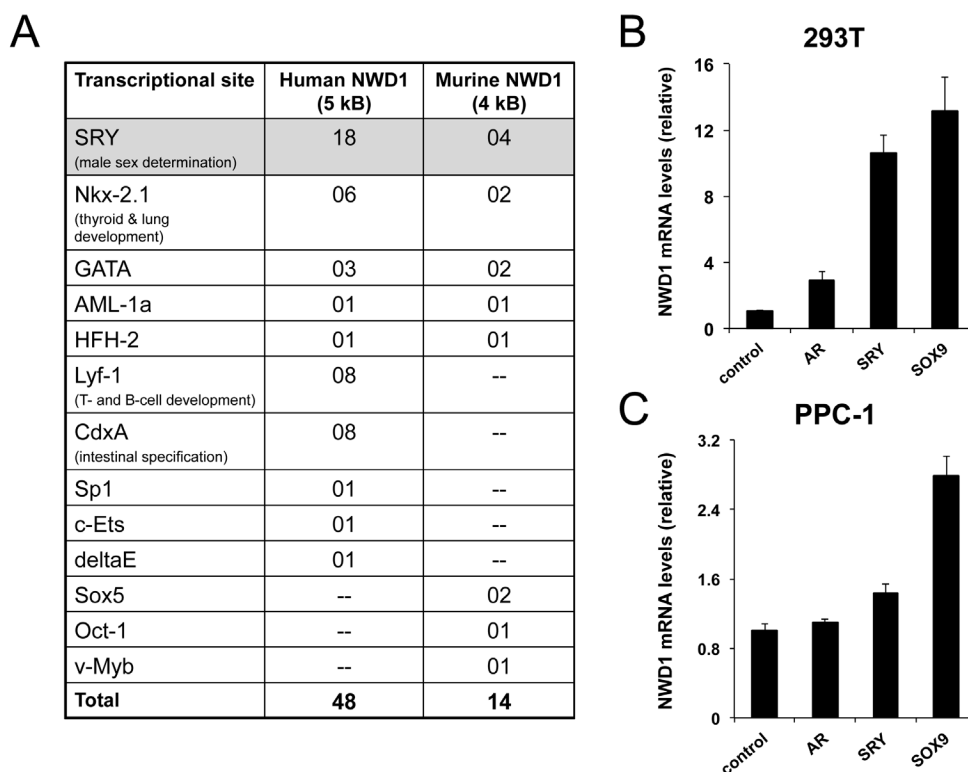 A
Transcriptional site Human NWD1 (5 kB) Murine NWD1 (4 kB)
SRY 18 04
(male sex determination)
Nkx-2.1 06 02
(thyroid & lung
development)
GATA 03 02
AML-1a 01 01
HFH-2 01 01
Lyf-1 08 --
(T- and B-cell development)
CdxA 08 --
(intestinal specification)
Sp1 01 --
c-Ets 01 --
deltaE 01 --
Sox5 -- 02
Oct-1 -- 01
v-Myb -- 01
Total 48 14
B
293T
NWD1 mRNA levels (relative)
16
12
8
4
0
control AR SRY SOX9
C
PPC-1
NWD1 mRNA levels (relative)
3.2
2.4
1.6
0.8
0
control AR SRY SOX9